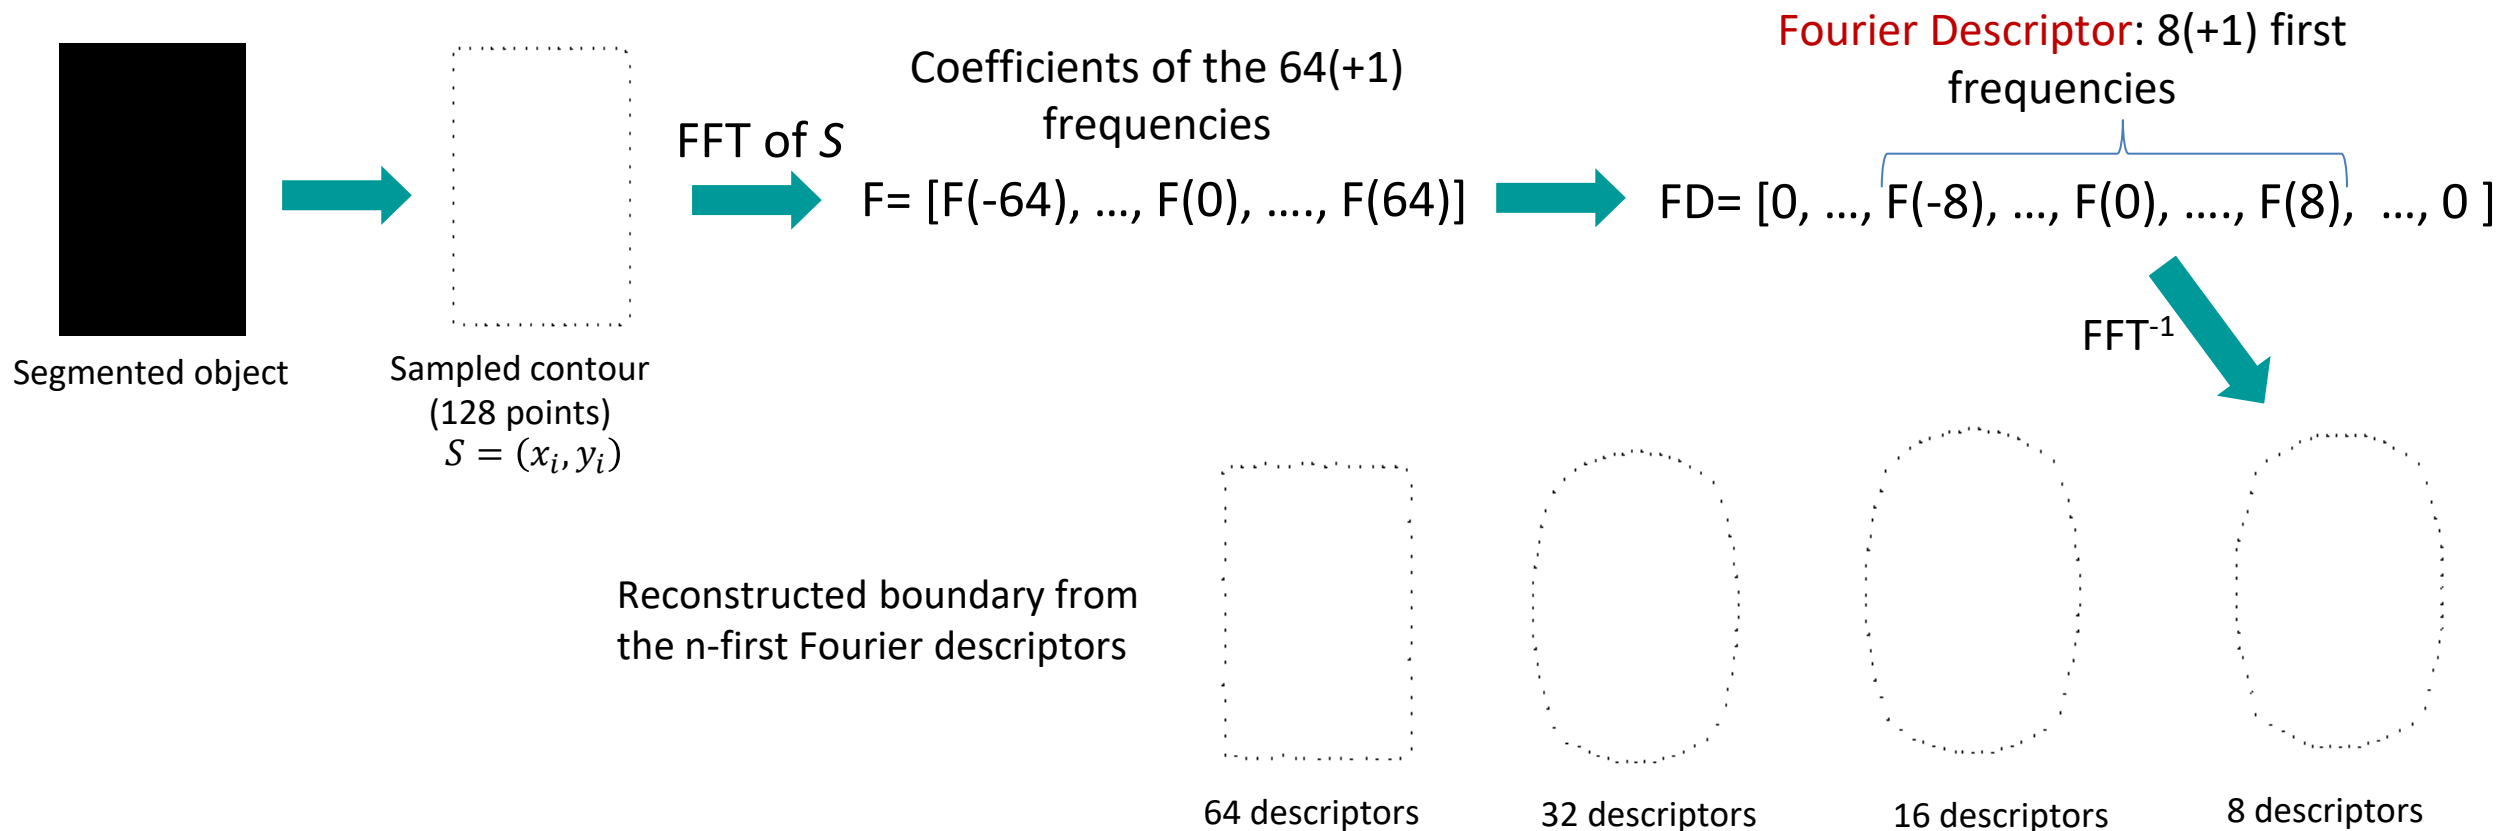 Segmented object
Sampled contour
(128 points)
S = (xᵢ, yᵢ)
FFT of S
Coefficients of the 64(+1)
frequencies
F= [F(-64), ..., F(0), ...., F(64)]
Fourier Descriptor: 8(+1) first
frequencies
FD= [0, ..., F(-8), ..., F(0), ...., F(8), ..., 0 ]
FFT⁻¹
Reconstructed boundary from
the n-first Fourier descriptors
64 descriptors
32 descriptors
16 descriptors
8 descriptors